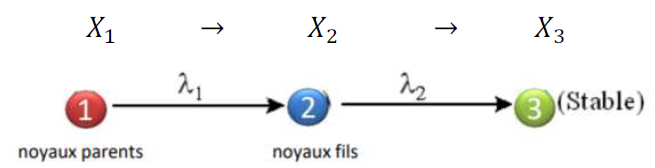 X₁ → X₂ → X₃
λ₁ λ₂
1 2 3 (Stable)
noyaux parents noyaux fils